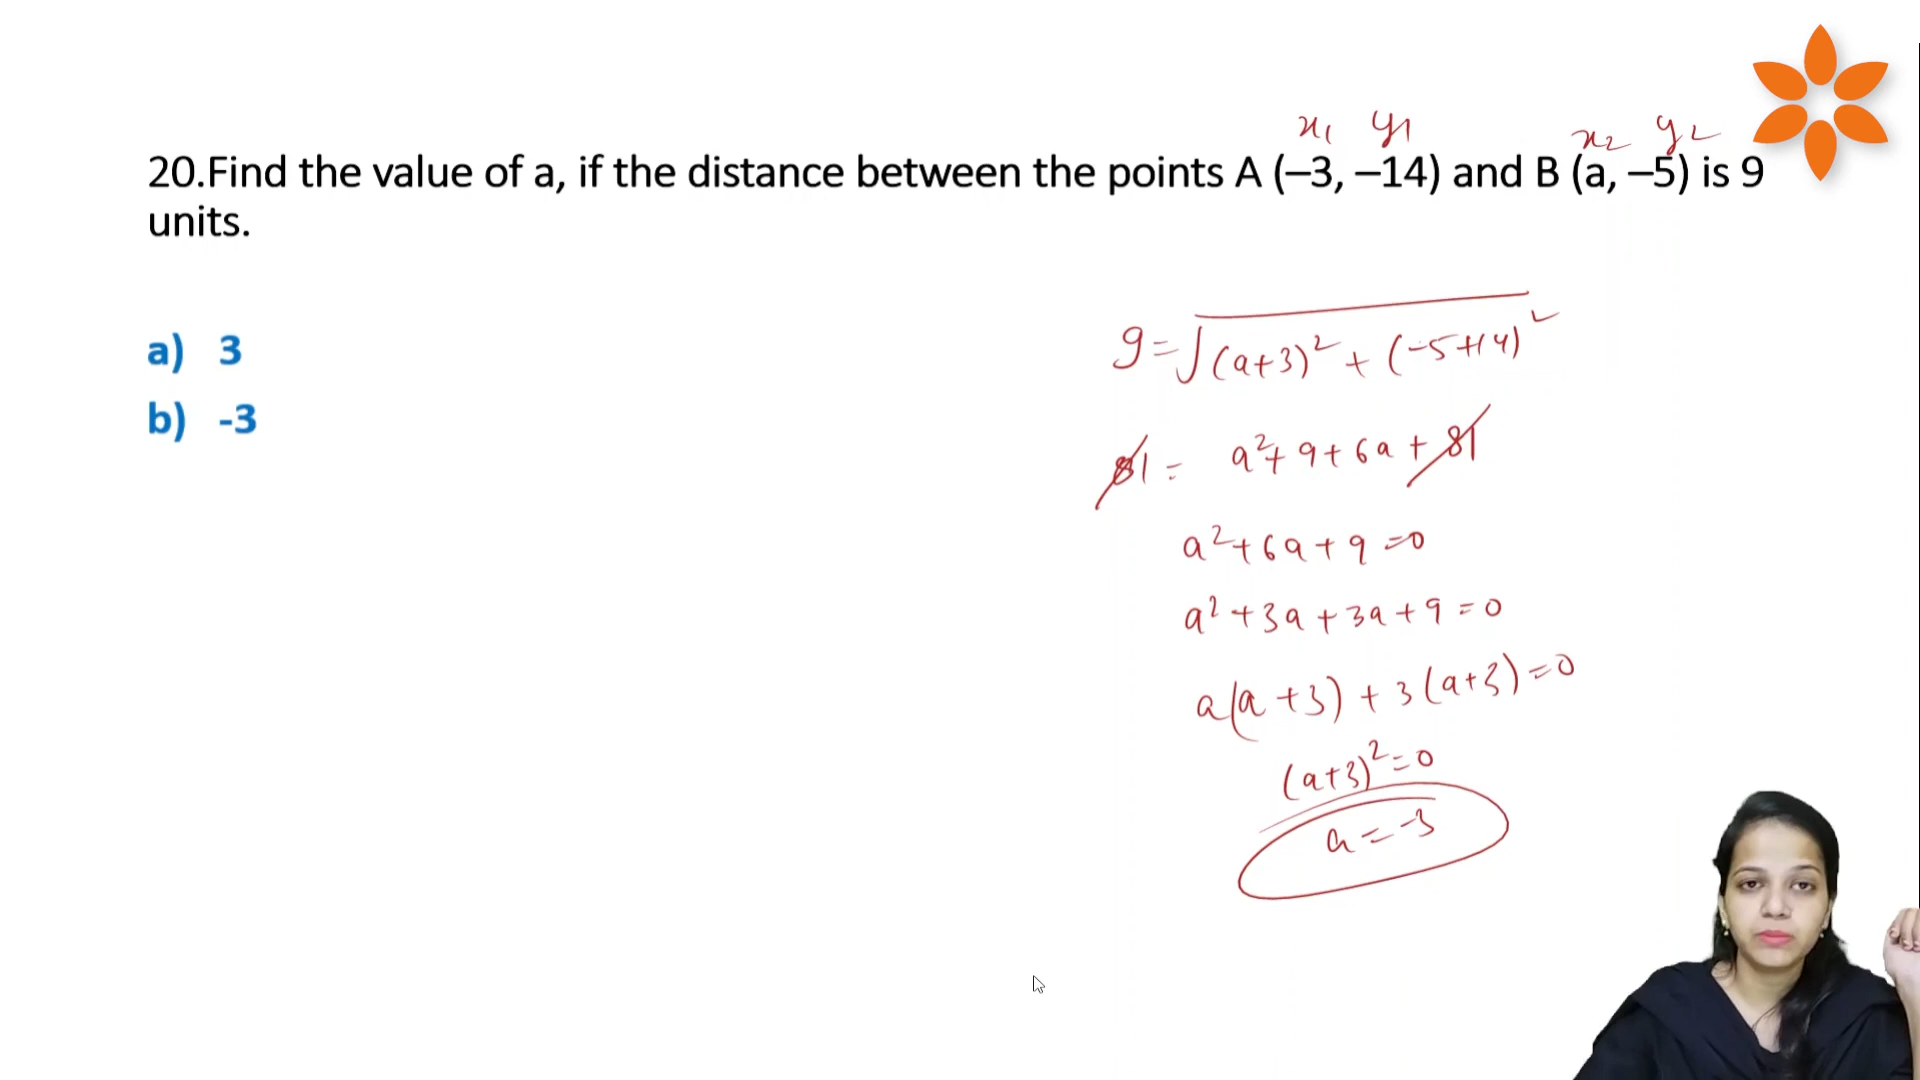 x₁ y₁ x₂ y₂
20.Find the value of a, if the distance between the points A (–3, –14) and B (a, –5) is 9
units.
a) 3
b) -3
9=√(a+3)²+(-5+14)²
81= a²+9+6a+81
a²+6a+9=0
a²+3a+3a+9=0
a(a+3)+3(a+3)=0
(a+3)²=0
a=-3